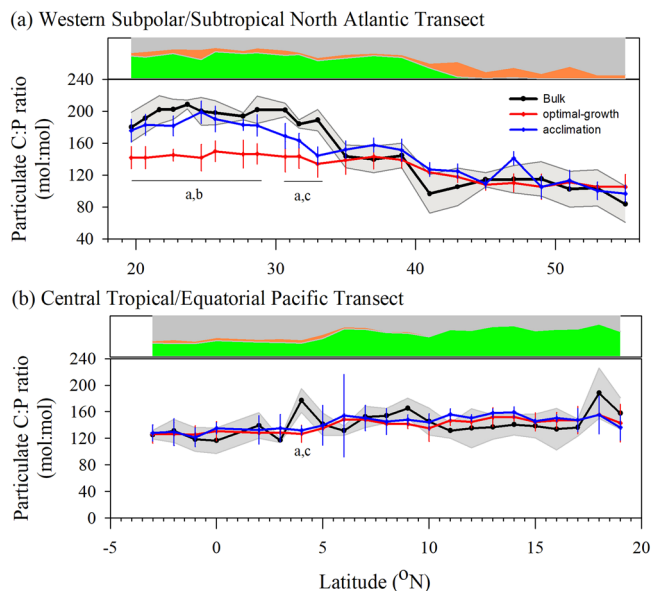 (a) Western Subpolar/Subtropical North Atlantic Transect
240
200
160
120
80
40
Particulate C:P ratio
(mol:mol)
Bulk
optimal-growth
acclimation
a,b
a,c
20
30
40
50
(b) Central Tropical/Equatorial Pacific Transect
240
200
160
120
80
40
0
Particulate C:P ratio
(mol:mol)
a,c
-5
0
5
10
15
20
Latitude (°N)